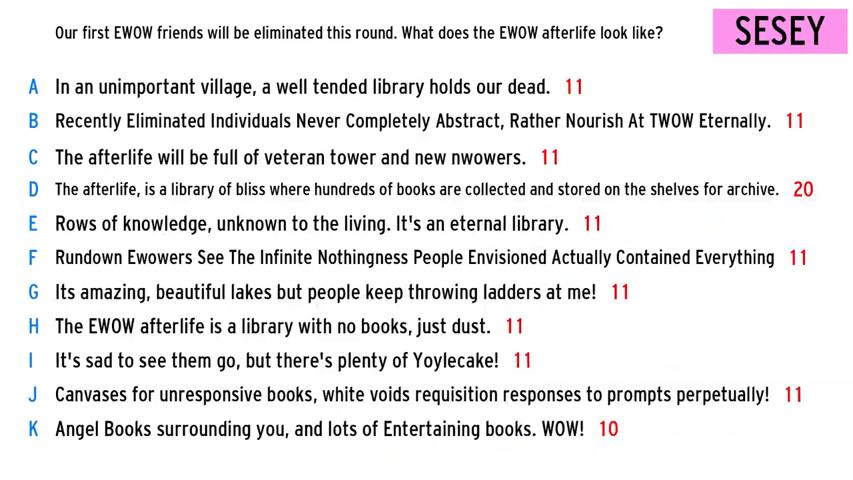 Our first EWOW friends will be eliminated this round. What does the EWOW afterlife look like?
SESEY
A In an unimportant village, a well tended library holds our dead. 11
B Recently Eliminated Individuals Never Completely Abstract, Rather Nourish At TWOW Eternally. 11
C The afterlife will be full of veteran tower and new nwowers. 11
D The afterlife, is a library of bliss where hundreds of books are collected and stored on the shelves for archive. 20
E Rows of knowledge, unknown to the living. It's an eternal library. 11
F Rundown Ewowers See The Infinite Nothingness People Envisioned Actually Contained Everything 11
G Its amazing, beautiful lakes but people keep throwing ladders at me! 11
H The EWOW afterlife is a library with no books, just dust. 11
I It's sad to see them go, but there's plenty of Yoylecake! 11
J Canvases for unresponsive books, white voids requisition responses to prompts perpetually! 11
K Angel Books surrounding you, and lots of Entertaining books. WOW! 10